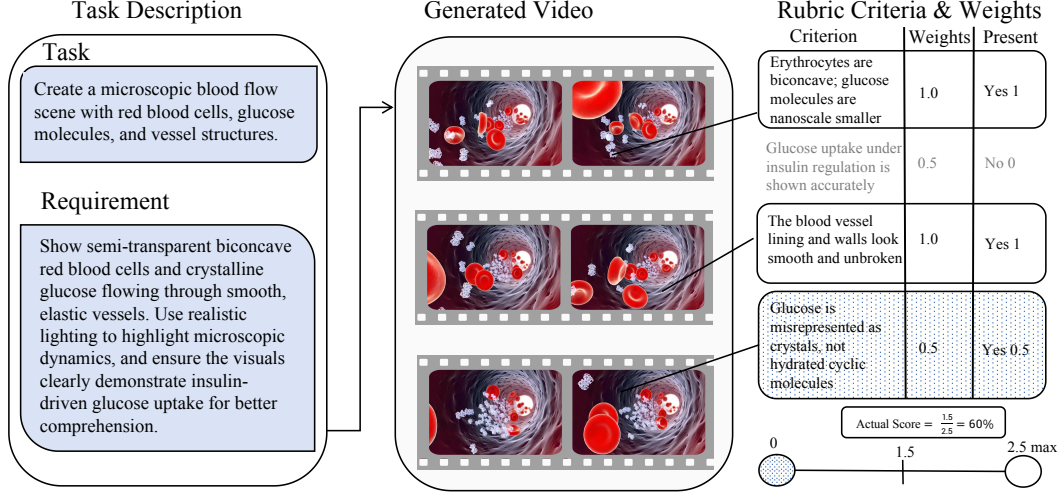 Task Description
Task
Create a microscopic blood flow
scene with red blood cells, glucose
molecules, and vessel structures.
Requirement
Show semi-transparent biconcave
red blood cells and crystalline
glucose flowing through smooth,
elastic vessels. Use realistic
lighting to highlight microscopic
dynamics, and ensure the visuals
clearly demonstrate insulin-
driven glucose uptake for better
comprehension.
Generated Video
Rubric Criteria & Weights
Criterion Weights Present
Erythrocytes are
biconcave; glucose
molecules are
nanoscale smaller
1.0 Yes 1
Glucose uptake under
insulin regulation is
shown accurately
0.5 No 0
The blood vessel
lining and walls look
smooth and unbroken
1.0 Yes 1
Glucose is
misrepresented as
crystals, not
hydrated cyclic
molecules
0.5 Yes 0.5
Actual Score = 1.5/2.5 = 60%
0 1.5 2.5 max